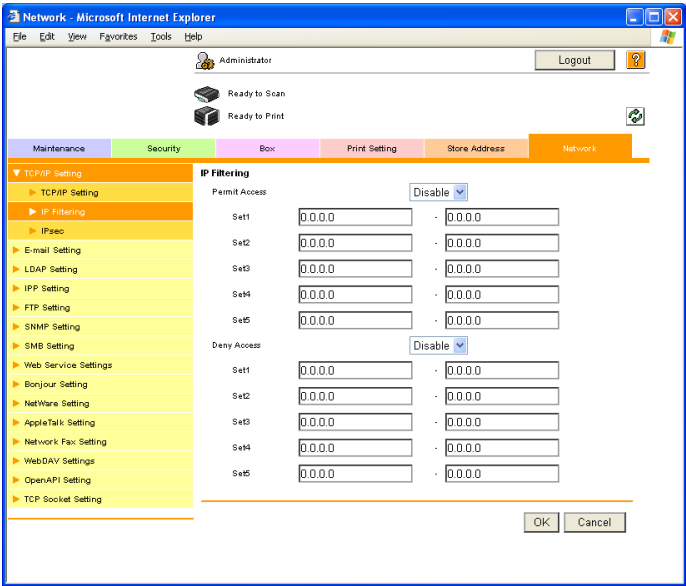 Network - Microsoft Internet Explorer
File Edit View Favorites Tools Help
Administrator
Logout
?
Ready to Scan
Ready to Print
Maintenance Security Box Print Setting Store Address Network
TCP/IP Setting
TCP/IP Setting
IP Filtering
IPsec
E-mail Setting
LDAP Setting
IPP Setting
FTP Setting
SNMP Setting
SMB Setting
Web Service Settings
Bonjour Setting
NetWare Setting
AppleTalk Setting
Network Fax Setting
WebDAV Settings
OpenAPI Setting
TCP Socket Setting
IP Filtering
Permit Access Disable
Set1 0.0.0.0 - 0.0.0.0
Set2 0.0.0.0 - 0.0.0.0
Set3 0.0.0.0 - 0.0.0.0
Set4 0.0.0.0 - 0.0.0.0
Set5 0.0.0.0 - 0.0.0.0
Deny Access Disable
Set1 0.0.0.0 - 0.0.0.0
Set2 0.0.0.0 - 0.0.0.0
Set3 0.0.0.0 - 0.0.0.0
Set4 0.0.0.0 - 0.0.0.0
Set5 0.0.0.0 - 0.0.0.0
OK Cancel